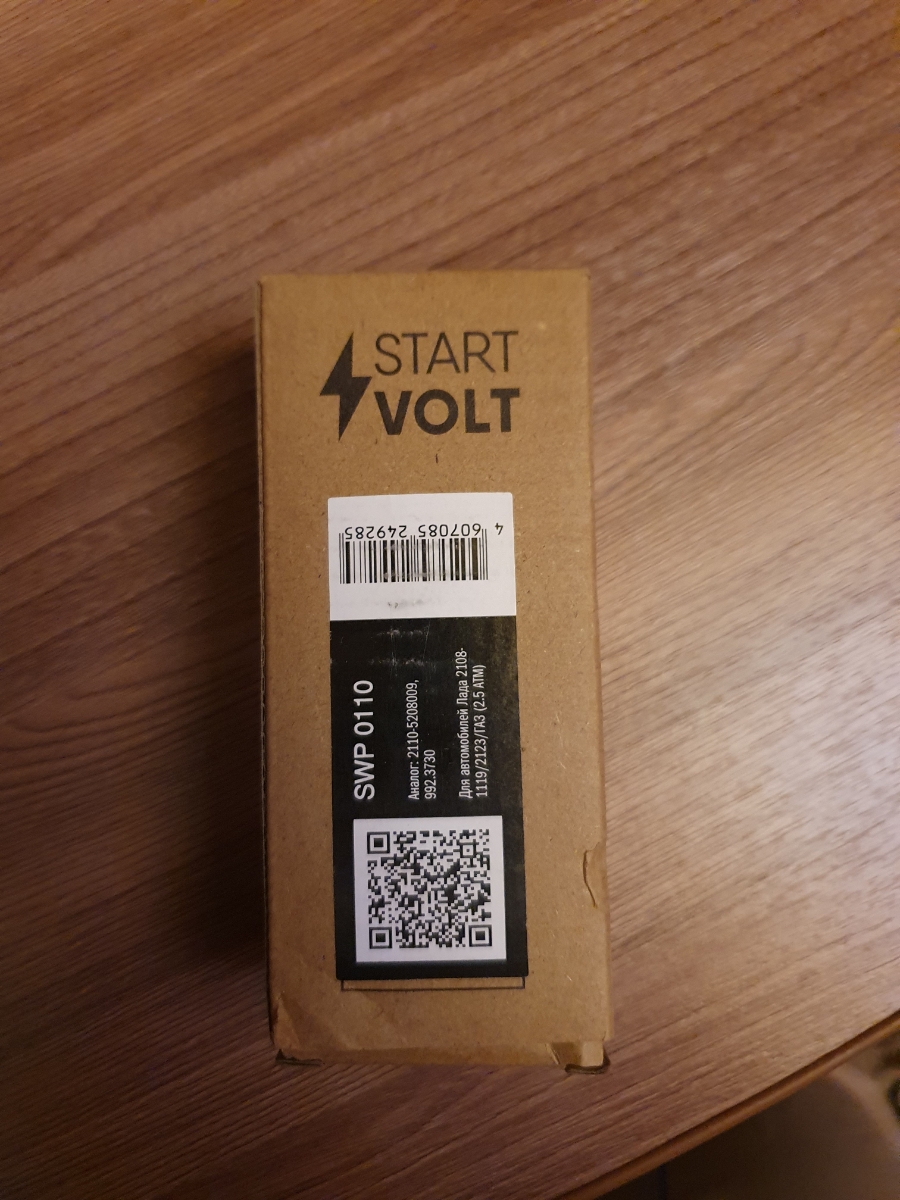 START
VOLT
4 607085 249285
SWP 0110
Аналог: 2110-5208009,
992.3730
Для автомобилей Лада 2108-
1119/2123/ГАЗ (2.5 АТМ)